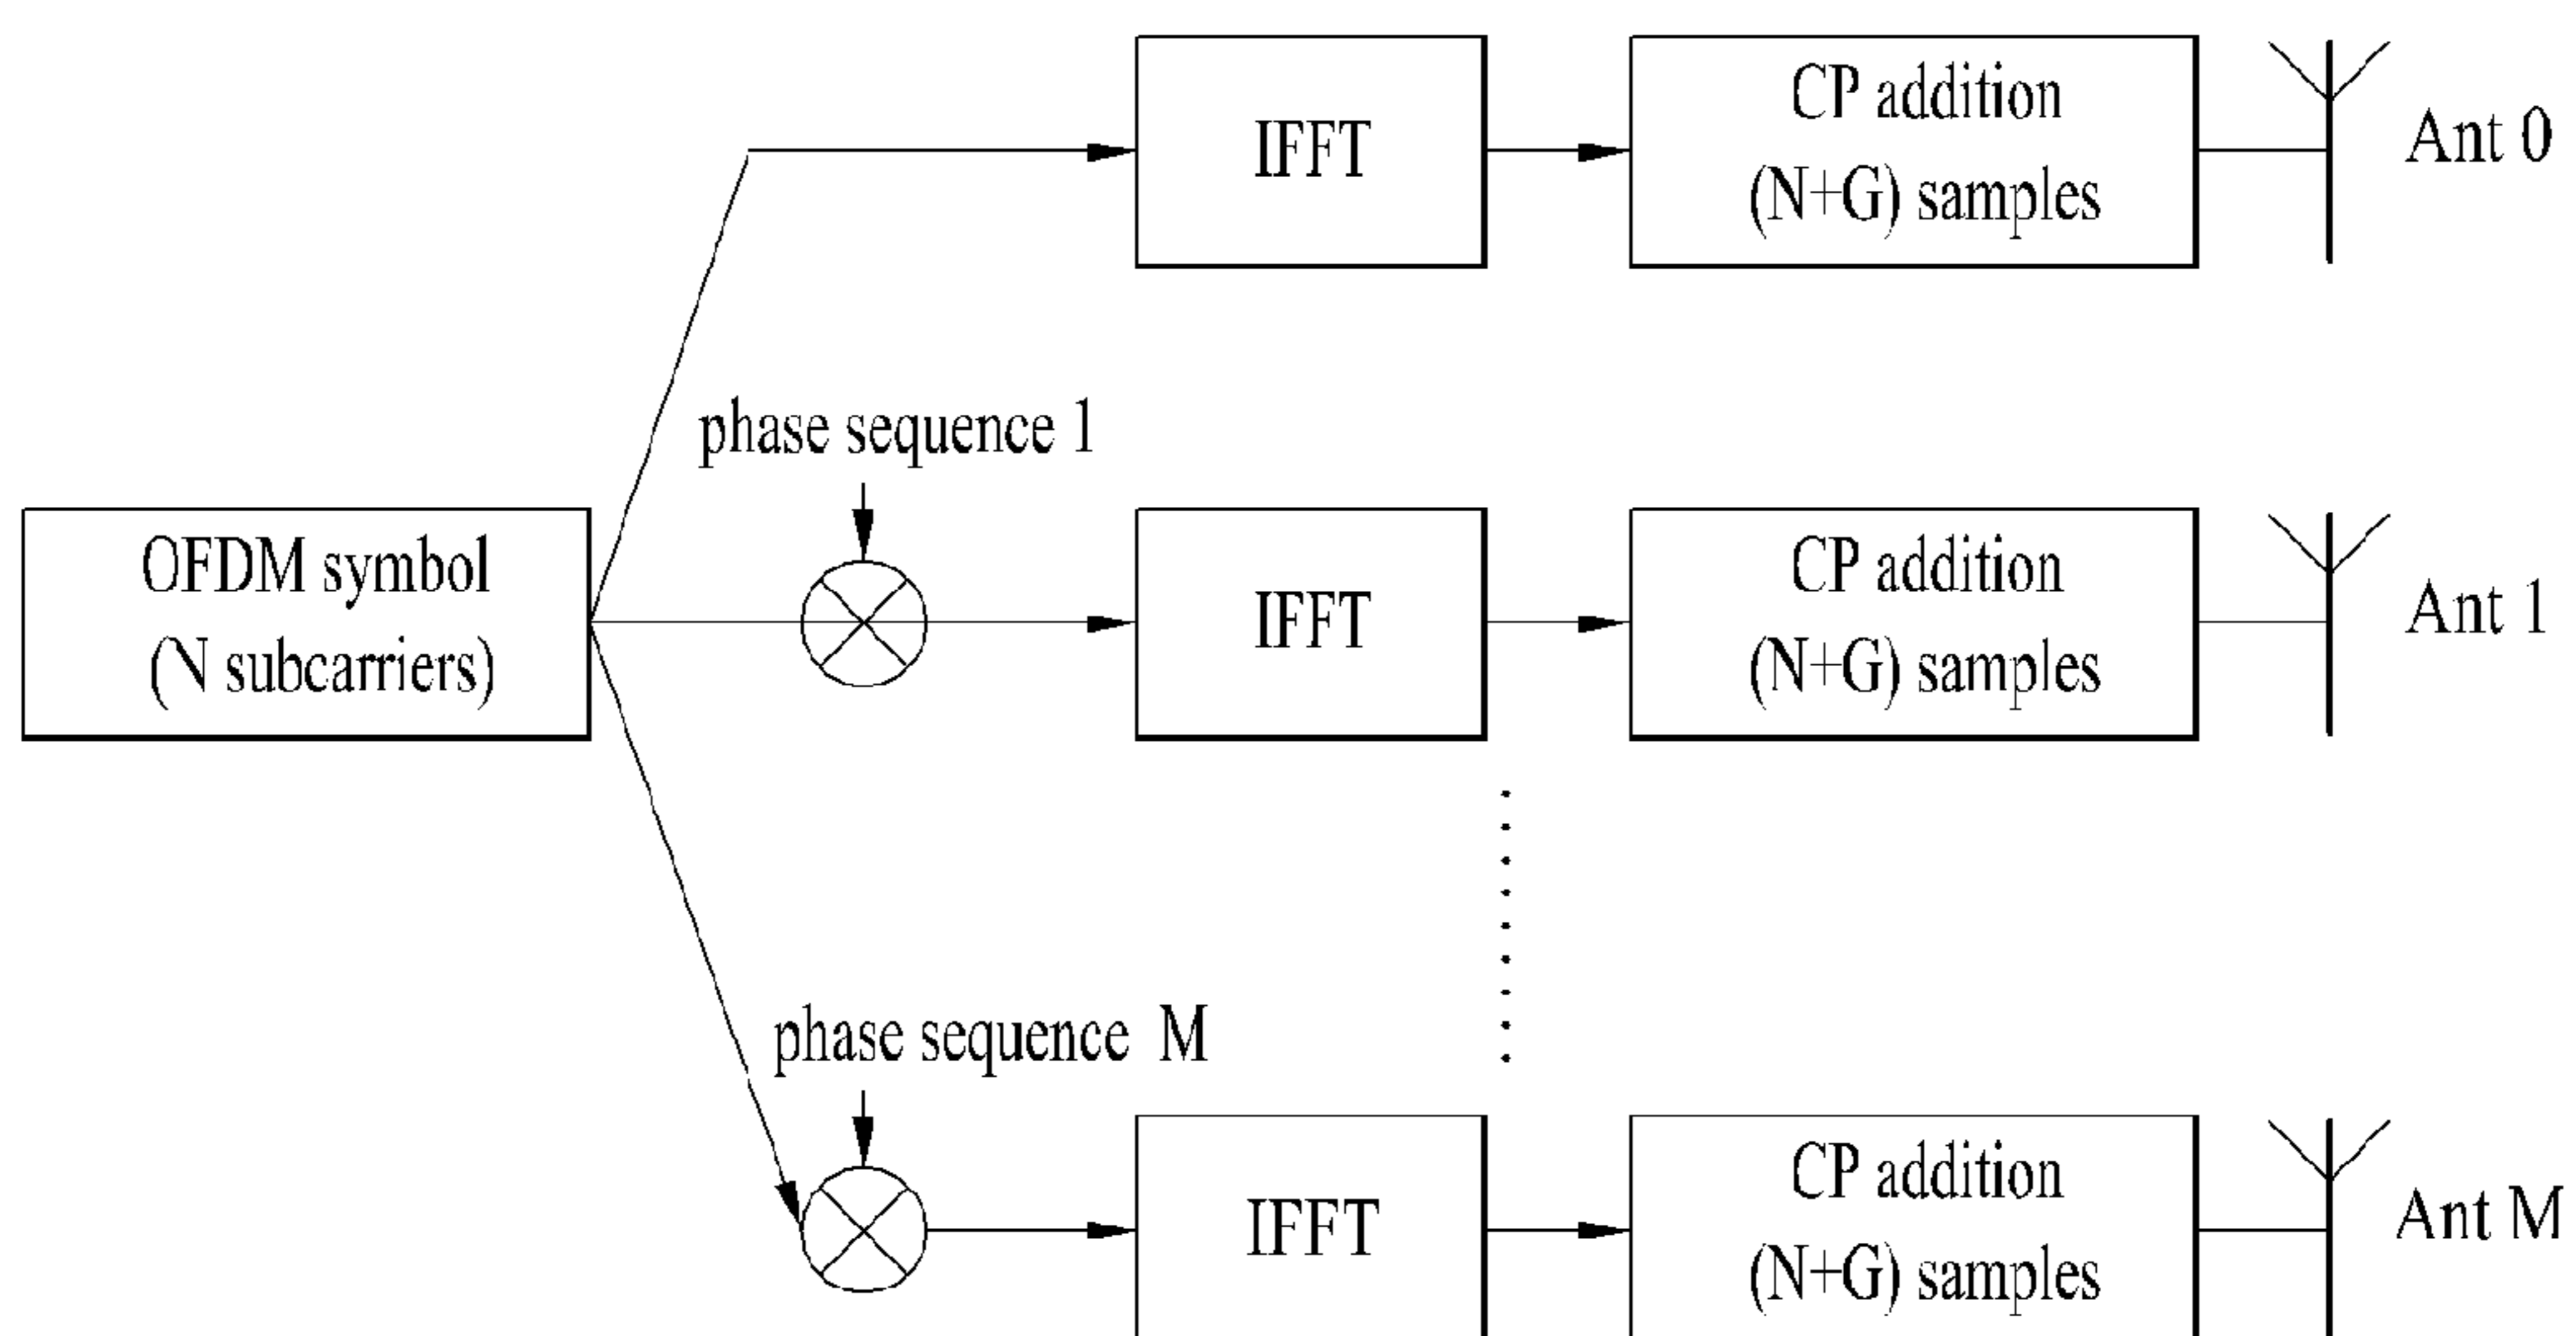 IFFT
CP addition
(N+G) samples
Ant 0
phase sequence 1
OFDM symbol
(N subcarriers)
IFFT
CP addition
(N+G) samples
Ant 1
phase sequence M
IFFT
CP addition
(N+G) samples
Ant M